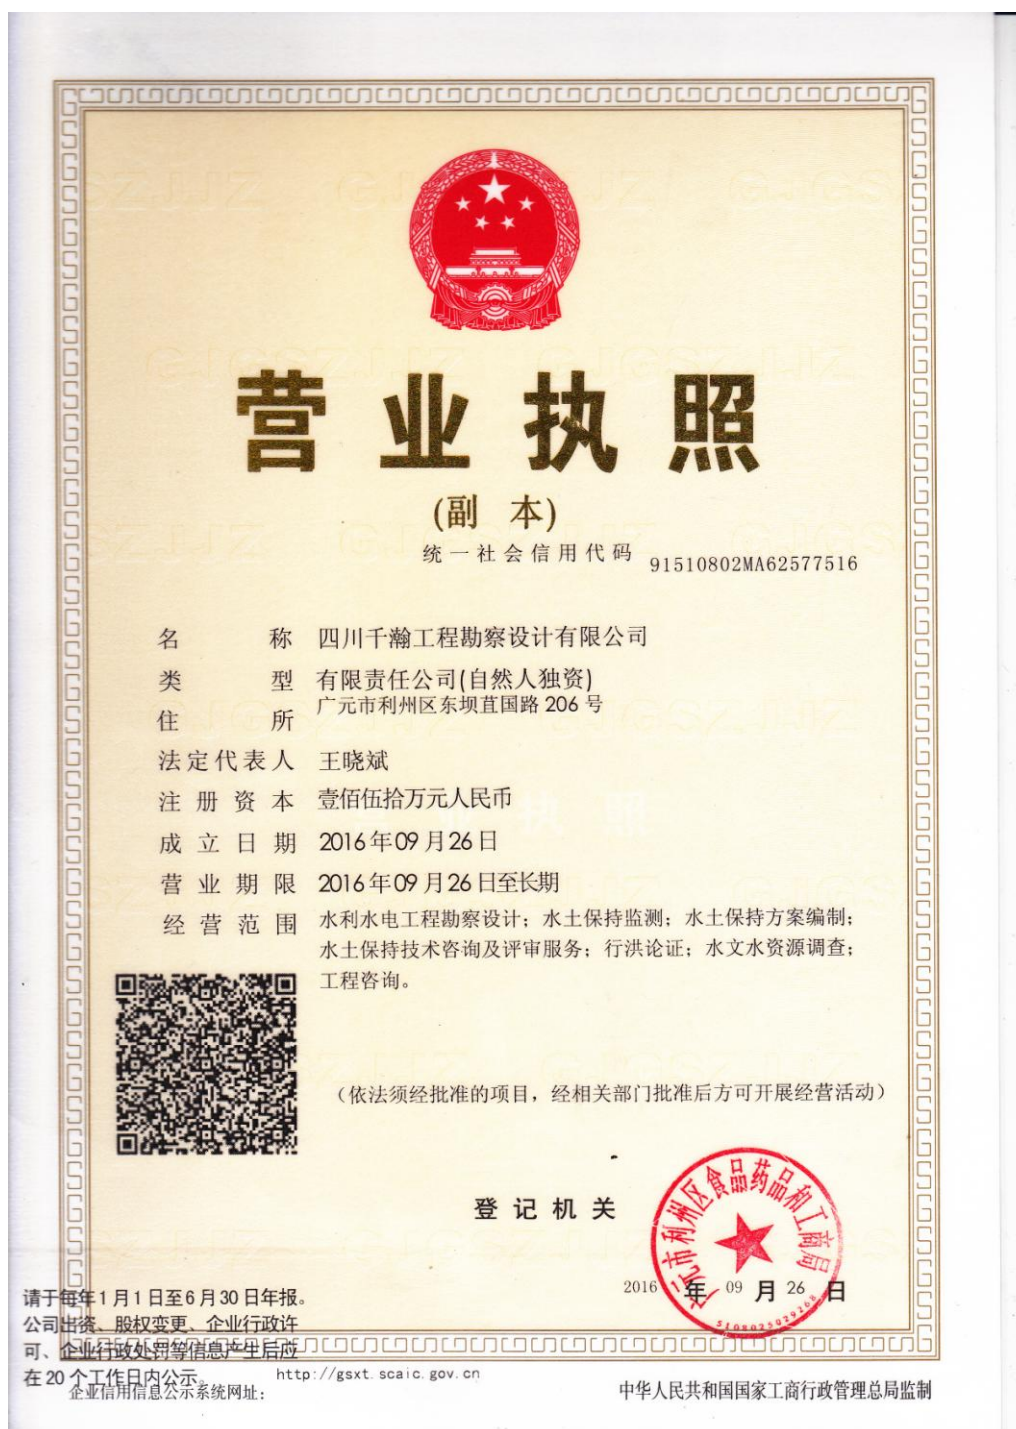 营业执照
(副 本)
统一社会信用代码 91510802MA62577516
名 称 四川千瀚工程勘察设计有限公司
类 型 有限责任公司(自然人独资)
住 所 广元市利州区东坝苴国路 206 号
法定代表人 王晓斌
注册资本 壹佰伍拾万元人民币
成立日期 2016年09月26日
营业期限 2016年09月26日至长期
经营范围 水利水电工程勘察设计；水土保持监测；水土保持方案编制；
水土保持技术咨询及评审服务；行洪论证；水文水资源调查；
工程咨询。
（依法须经批准的项目，经相关部门批准后方可开展经营活动）
登记机关
广元市利州区食品药品和工商局
2016 年 09 月 26 日
请于每年1月1日至6月30日年报。
公司出资、股权变更、企业行政许
可、企业行政处罚等信息产生后应
在20个工作日内公示。
企业信用信息公示系统网址： http://gsxt.scaic.gov.cn
中华人民共和国国家工商行政管理总局监制